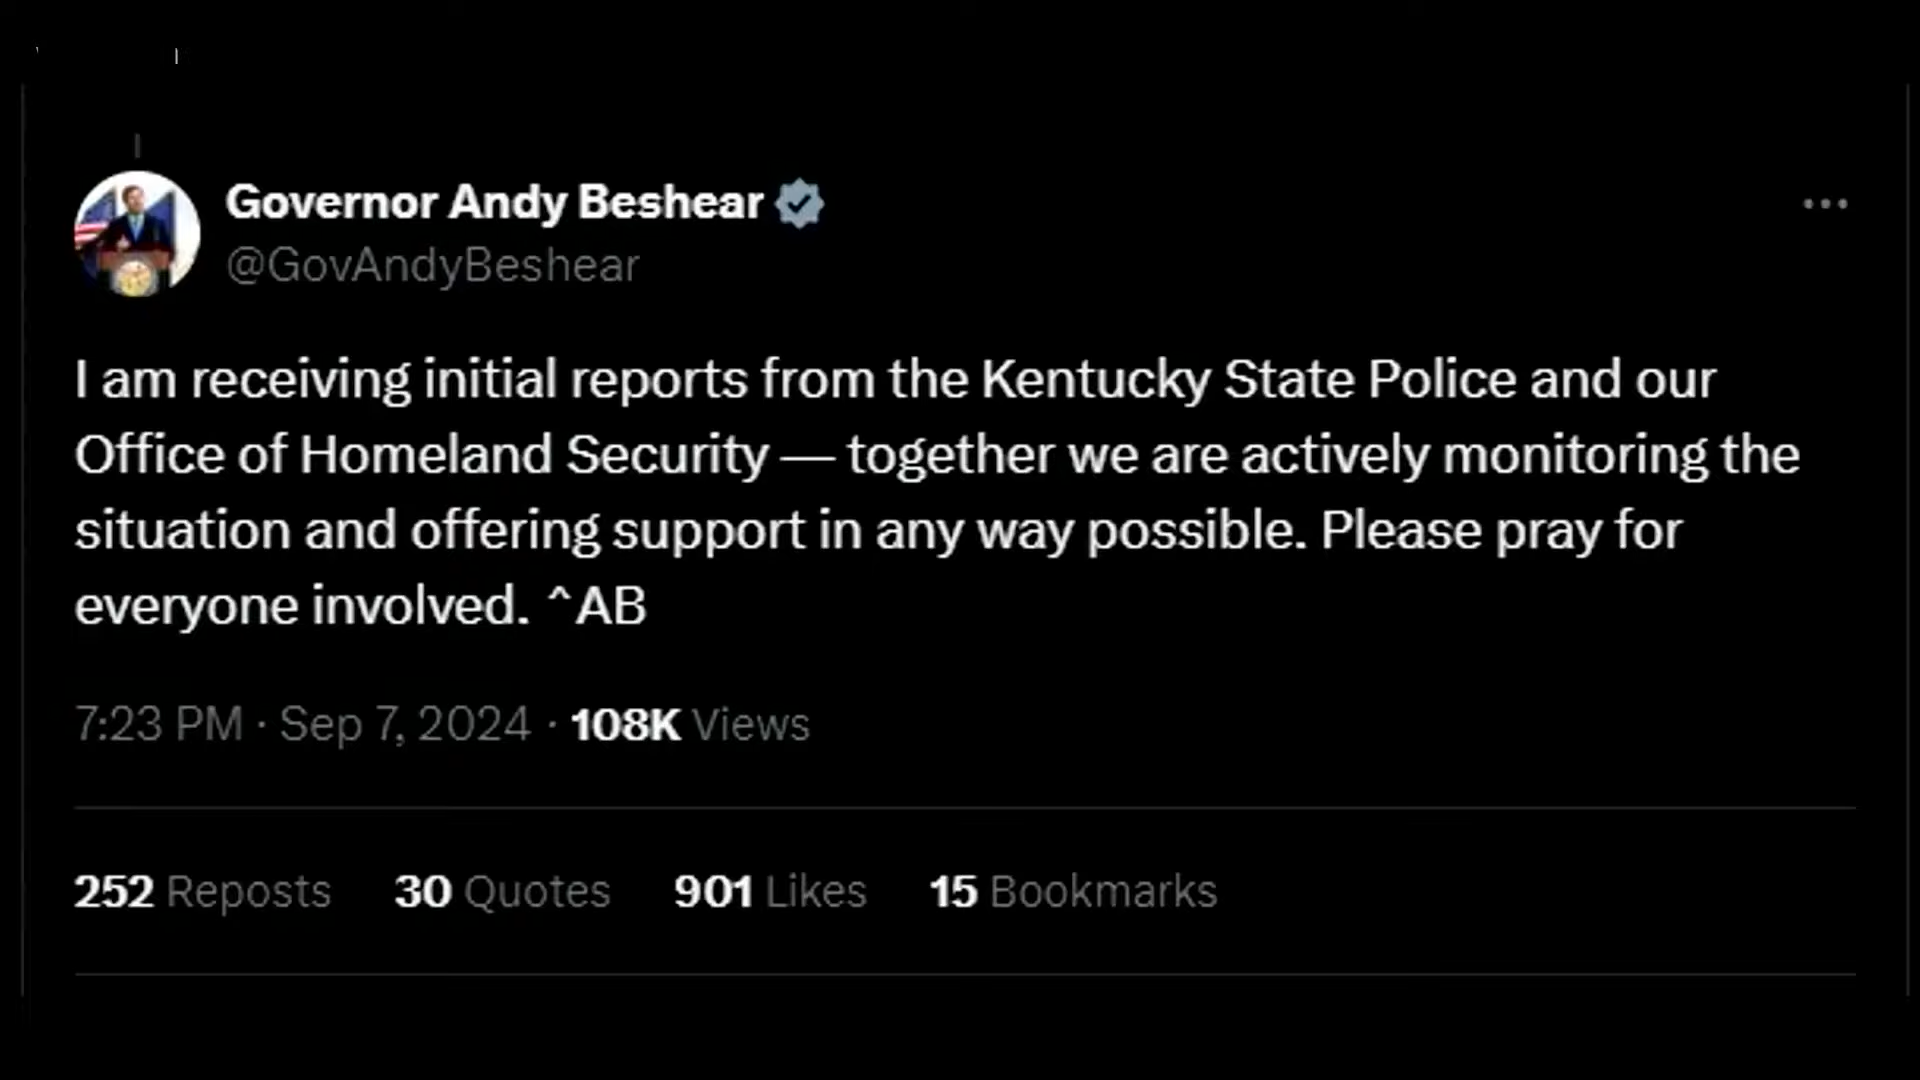 Governor Andy Beshear
@GovAndyBeshear
I am receiving initial reports from the Kentucky State Police and our
Office of Homeland Security — together we are actively monitoring the
situation and offering support in any way possible. Please pray for
everyone involved. ^AB
7:23 PM · Sep 7, 2024 · 108K Views
252 Reposts 30 Quotes 901 Likes 15 Bookmarks